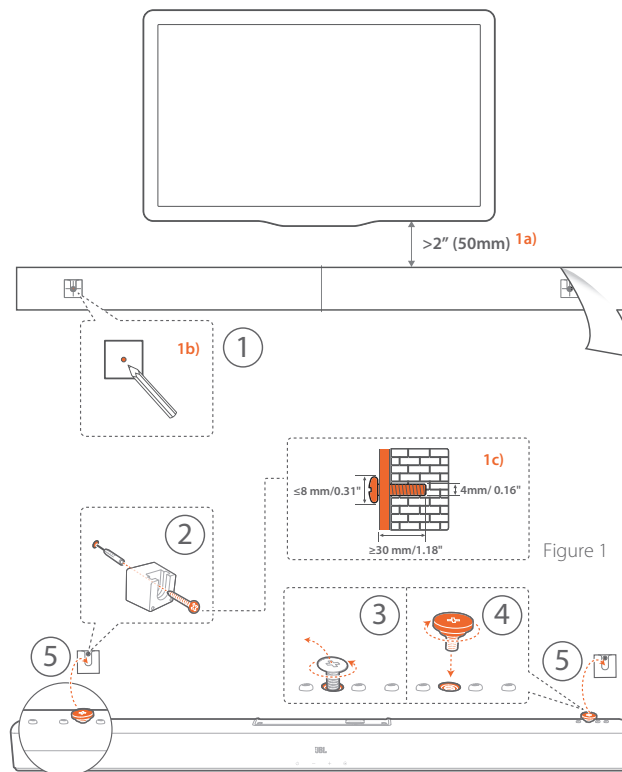 >2” (50mm) 1a)
1b)
1
1c)
≤8 mm/0.31"
4mm/ 0.16"
≥30 mm/1.18"
Figure 1
2
3
4
5
5
JBL